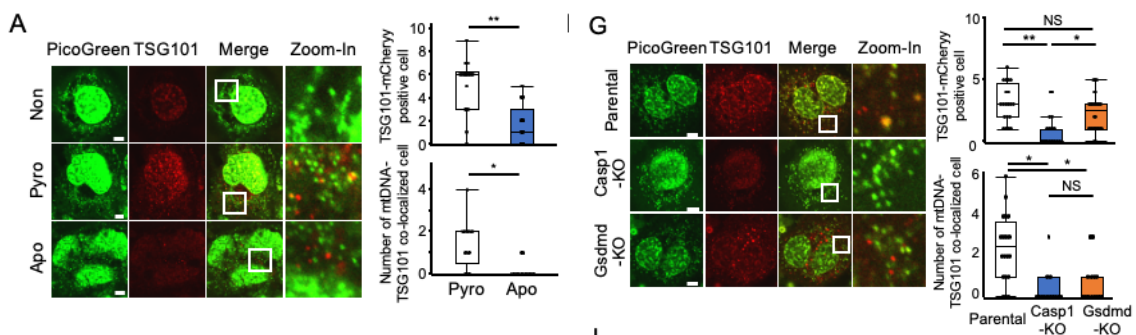 A
PicoGreen TSG101 Merge Zoom-In
Non
Pyro
Apo
TSG101-mCherryy
positive cell
10
8
6
4
2
0
**
Number of mtDNA-
TSG101 co-localized cell
4
2
0
*
Pyro Apo
G
PicoGreen TSG101 Merge Zoom-In
Parental
Casp1
-KO
Gsdmd
-KO
TSG101-mCherryy
positive cell
10
5
0
NS
** *
Number of mtDNA-
TSG101 co-localized cell
6
4
2
0
* *
NS
Parental Casp1 Gsdmd
-KO -KO